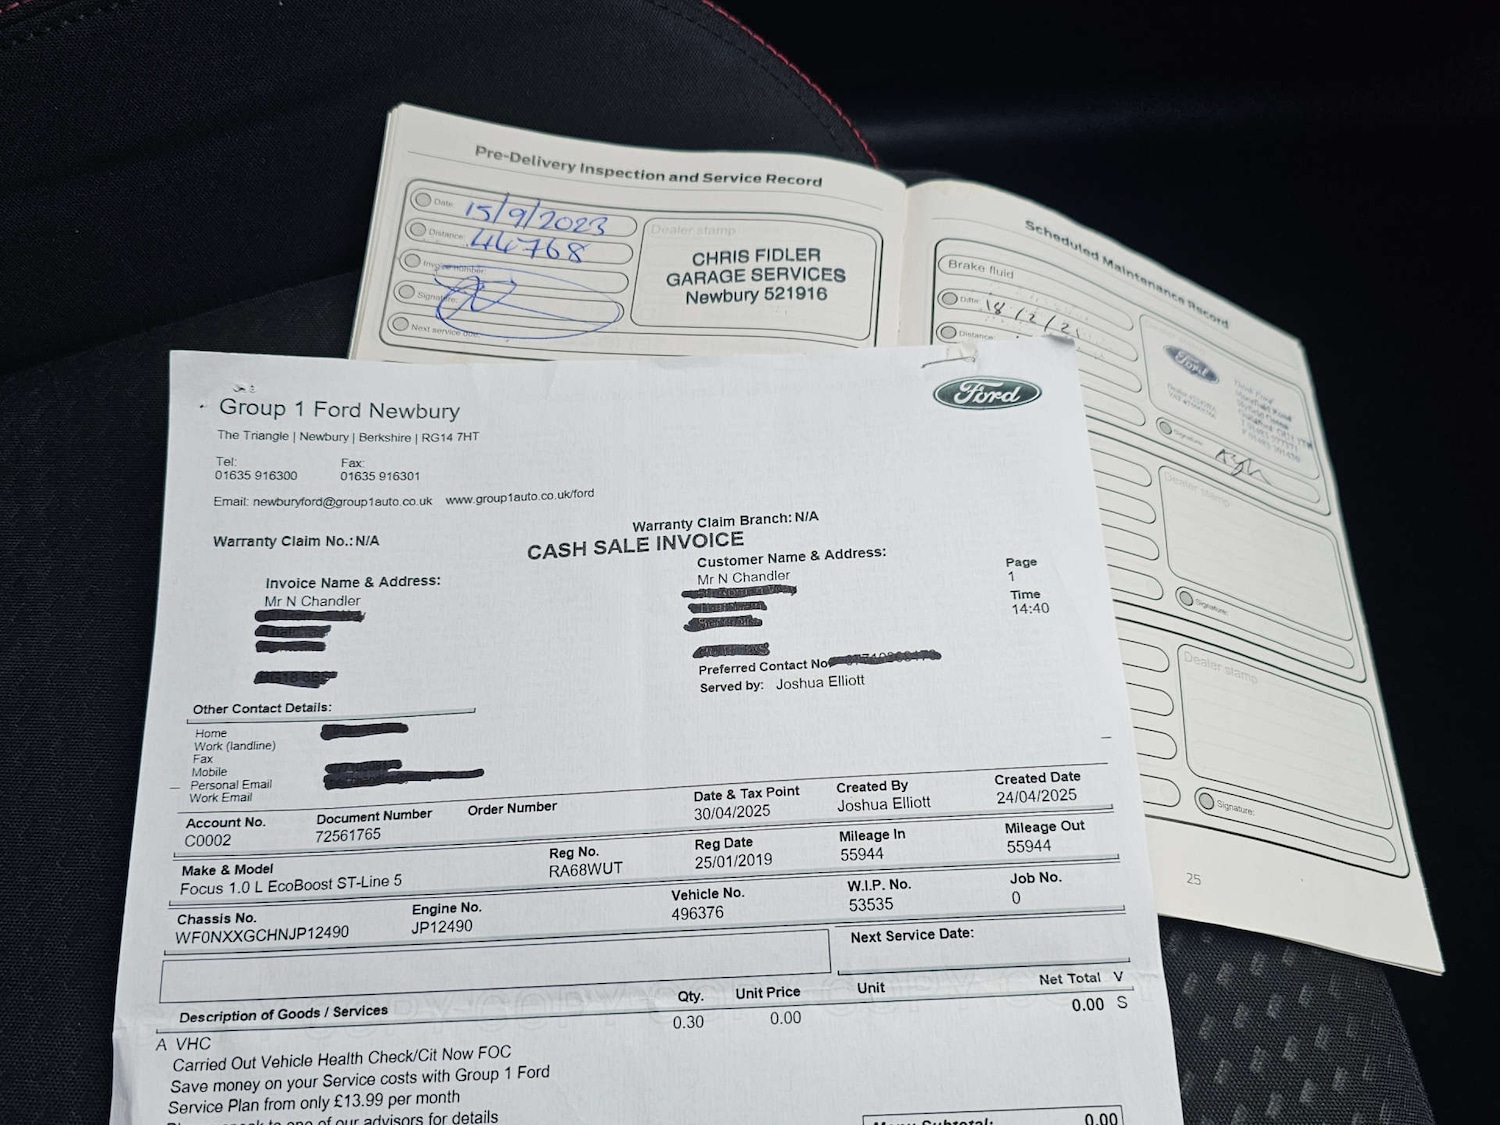 Pre-Delivery Inspection and Service Record
Date: 15/9/2023
Distance: 44768
Invoice number:
Signature:
Next service due:
Dealer stamp
CHRIS FIDLER
GARAGE SERVICES
Newbury 521916
Scheduled Maintenance Record
Brake fluid
Date: 18/2/21
Distance:
Ford
Signature:
Dealer stamp
Signature:
Dealer stamp
Signature:
25
Group 1 Ford Newbury
Ford
The Triangle | Newbury | Berkshire | RG14 7HT
Tel: Fax:
01635 916300 01635 916301
Email: newburyford@group1auto.co.uk www.group1auto.co.uk/ford
Warranty Claim No.: N/A Warranty Claim Branch: N/A
CASH SALE INVOICE
Invoice Name & Address: Customer Name & Address: Page
Mr N Chandler Mr N Chandler 1
Time
14:40
Preferred Contact No
Served by: Joshua Elliott
Other Contact Details:
Home
Work (landline)
Fax
Mobile
Personal Email
Work Email
Account No. Document Number Order Number Date & Tax Point Created By Created Date
C0002 72561765 30/04/2025 Joshua Elliott 24/04/2025
Make & Model Reg No. Reg Date Mileage In Mileage Out
Focus 1.0 L EcoBoost ST-Line 5 RA68WUT 25/01/2019 55944 55944
Chassis No. Engine No. Vehicle No. W.I.P. No. Job No.
WF0NXXGCHNJP12490 JP12490 496376 53535 0
Next Service Date:
Description of Goods / Services Qty. Unit Price Unit Net Total V
0.30 0.00 0.00 S
A VHC
Carried Out Vehicle Health Check/Cit Now FOC
Save money on your Service costs with Group 1 Ford
Service Plan from only £13.99 per month
to one of our advisors for details
Menu Subtotal: 0.00